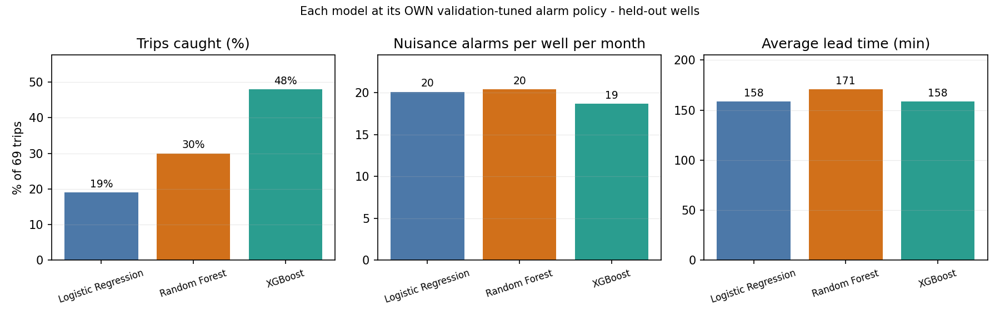 Each model at its OWN validation-tuned alarm policy - held-out wells
Trips caught (%)
% of 69 trips
50
40
30
20
10
0
19%
30%
48%
Logistic Regression
Random Forest
XGBoost
Nuisance alarms per well per month
20
15
10
5
0
20
20
19
Logistic Regression
Random Forest
XGBoost
Average lead time (min)
200
150
100
50
0
158
171
158
Logistic Regression
Random Forest
XGBoost